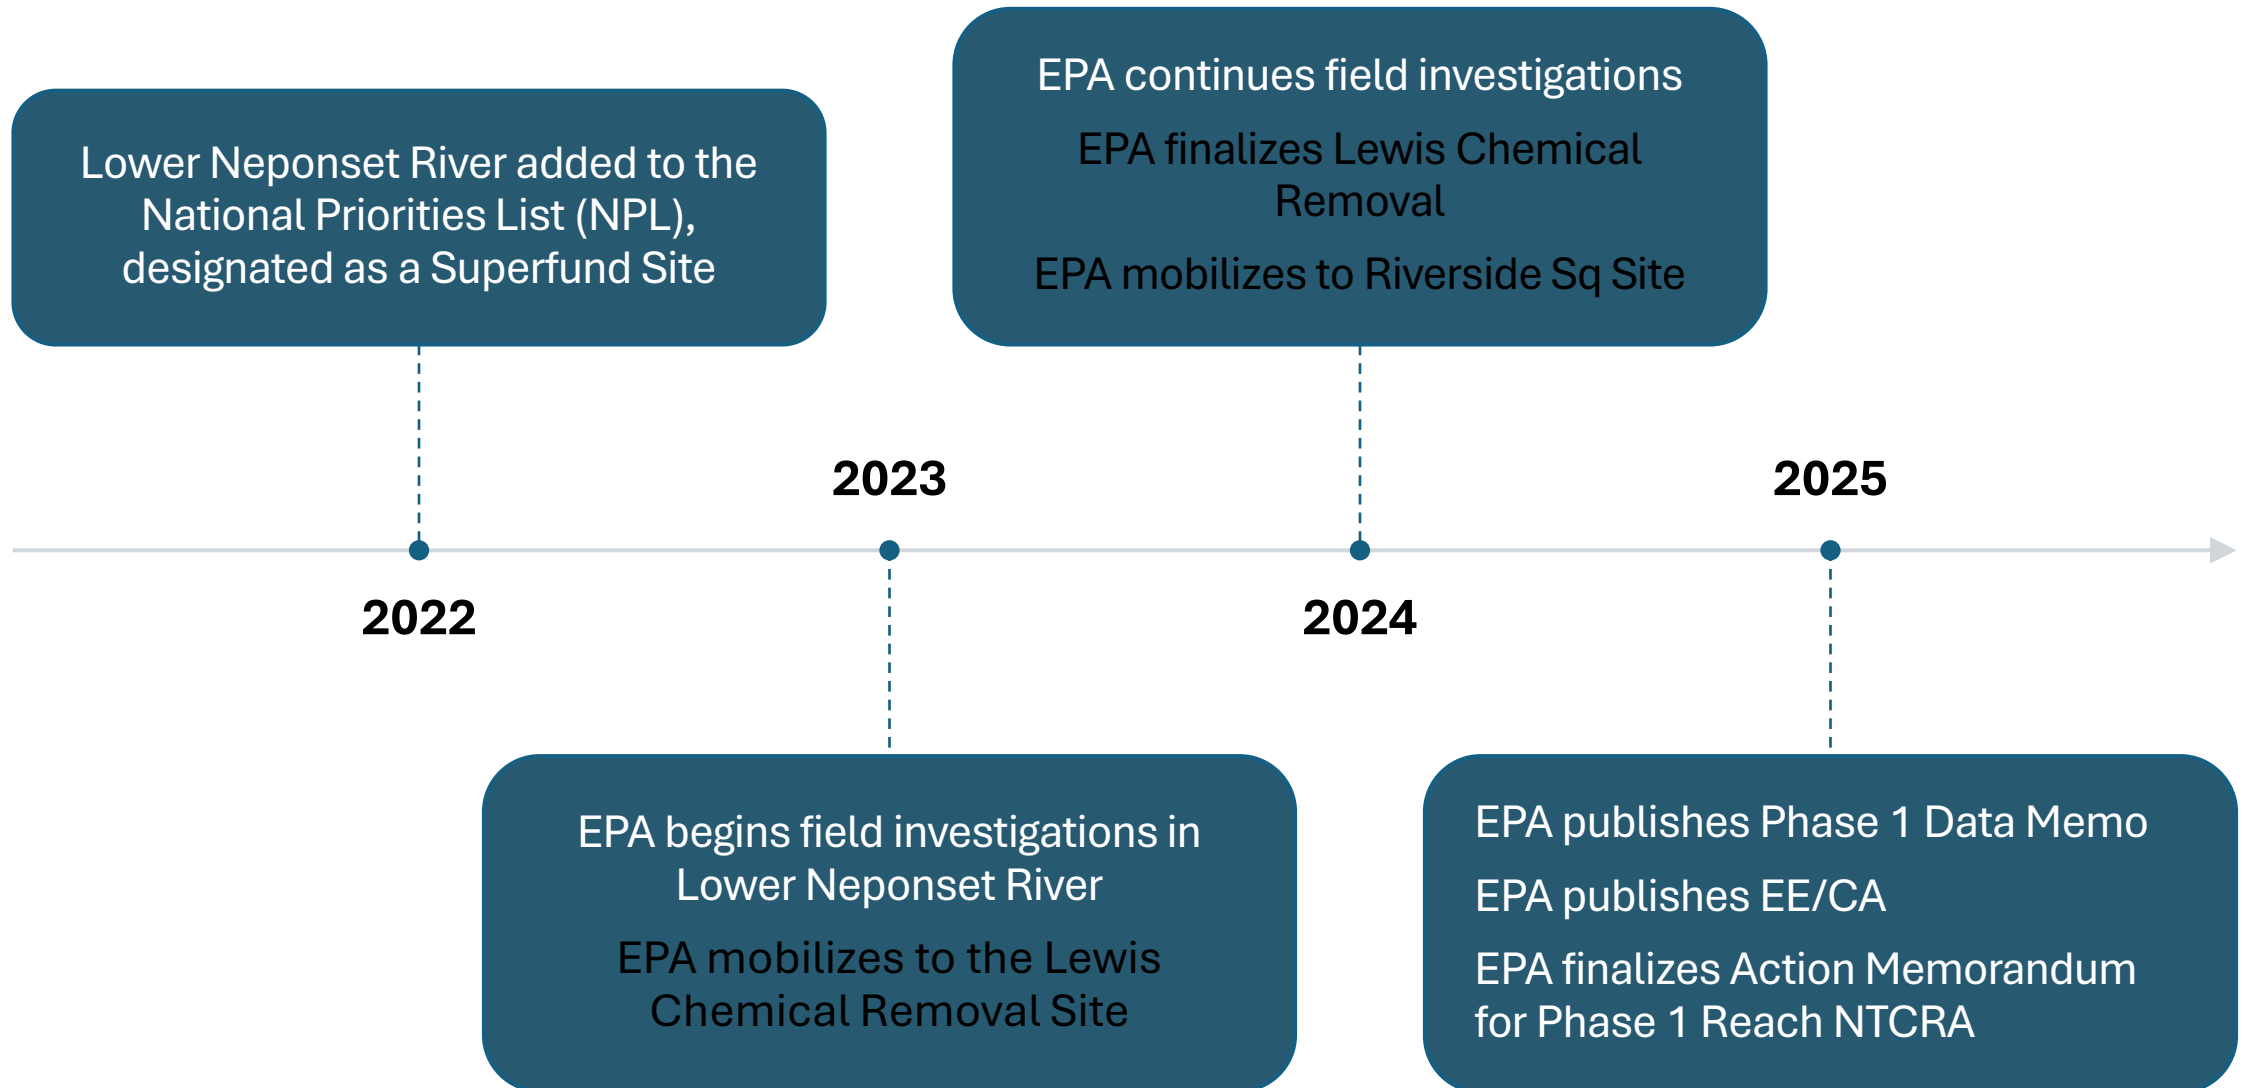 Lower Neponset River added to the
National Priorities List (NPL),
designated as a Superfund Site
2022
2023
EPA begins field investigations in
Lower Neponset River
EPA mobilizes to the Lewis
Chemical Removal Site
EPA continues field investigations
EPA finalizes Lewis Chemical
Removal
EPA mobilizes to Riverside Sq Site
2024
2025
EPA publishes Phase 1 Data Memo
EPA publishes EE/CA
EPA finalizes Action Memorandum
for Phase 1 Reach NTCRA